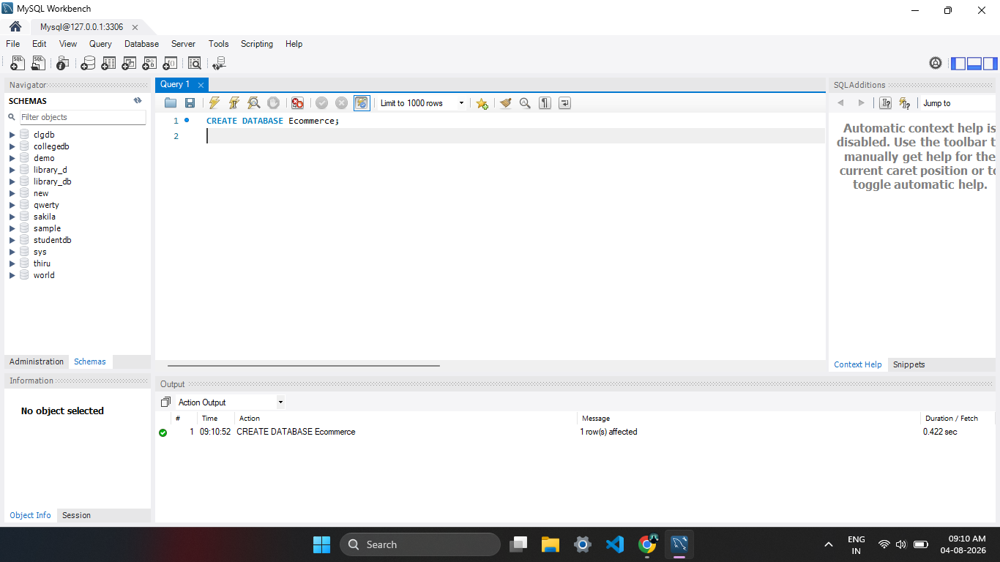 MySQL Workbench
Mysql@127.0.0.1:3306
File Edit View Query Database Server Tools Scripting Help
Navigator
SCHEMAS
Filter objects
clgdb
collegedb
demo
library_d
library_db
new
qwerty
sakila
sample
studentdb
sys
thiru
world
Administration Schemas
Information
No object selected
Object Info Session
Query 1
Limit to 1000 rows
1 CREATE DATABASE Ecommerce;
2
SQLAdditions
Jump to
Automatic context help is
disabled. Use the toolbar t
manually get help for the
current caret position or to
toggle automatic help.
Context Help Snippets
Output
Action Output
# Time Action Message Duration / Fetch
1 09:10:52 CREATE DATABASE Ecommerce 1 row(s) affected 0.422 sec
Search
ENG
IN
09:10 AM
04-08-2026